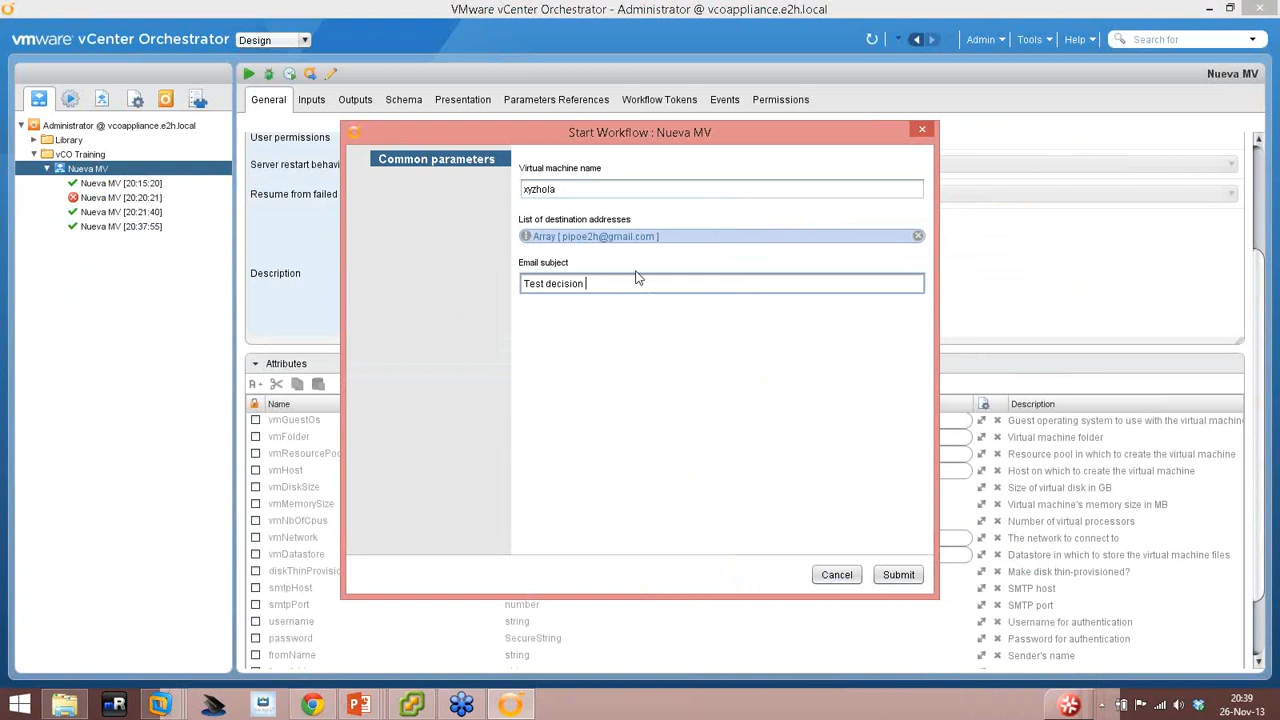 VMware vCenter Orchestrator - Administrator @ vcoappliance.e2h.local
vmware vCenter Orchestrator
Design
Admin
Tools
Help
Search for
Nueva MV
General
Inputs
Outputs
Schema
Presentation
Parameters References
Workflow Tokens
Events
Permissions
Administrator @ vcoappliance.e2h.local
Library
vCO Training
Nueva MV
Nueva MV [20:15:20]
Nueva MV [20:20:21]
Nueva MV [20:21:40]
Nueva MV [20:37:55]
User permissions
Server restart behavi
Resume from failed
Description
Start Workflow : Nueva MV
Common parameters
Virtual machine name
xyzhola
List of destination addresses
Array [ pipoe2h@gmail.com ]
Email subject
Test decision
Cancel
Submit
Attributes
Name
Description
vmGuestOs
Guest operating system to use with the virtual machin
vmFolder
Virtual machine folder
vmResourcePoo
Resource pool in which to create the virtual machine
vmHost
Host on which to create the virtual machine
vmDiskSize
Size of virtual disk in GB
vmMemorySize
Virtual machine's memory size in MB
vmNbOfCpus
Number of virtual processors
vmNetwork
The network to connect to
vmDatastore
Datastore in which to store the virtual machine files
diskThinProvisio
Make disk thin-provisioned?
smtpHost
SMTP host
smtpPort
number
SMTP port
username
string
Username for authentication
password
SecureString
Password for authentication
fromName
string
Sender's name
20:39
26-Nov-13